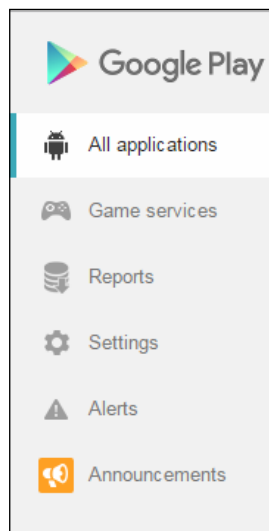 Google Play
All applications
Game services
Reports
Settings
Alerts
Announcements